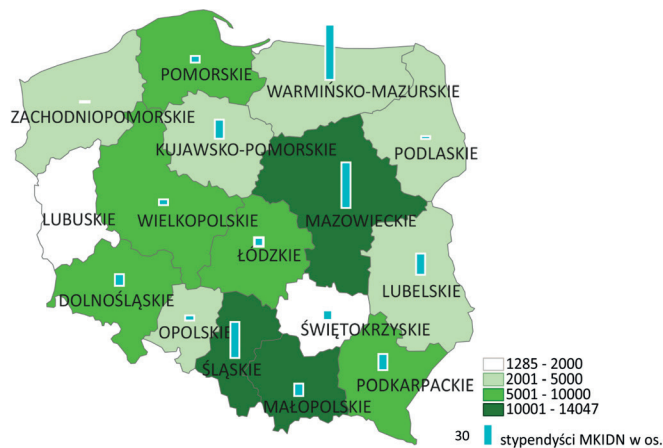 POMORSKIE
WARMIŃSKO-MAZURSKIE
ZACHODNIOPOMORSKIE
KUJAWSKO-POMORSKIE
PODLASKIE
LUBUSKIE
WIELKOPOLSKIE
MAZOWIECKIE
ŁÓDZKIE
DOLNOŚLĄSKIE
LUBELSKIE
OPOLSKIE
ŚWIĘTOKRZYSKIE
ŚLĄSKIE
PODKARPACKIE
MAŁOPOLSKIE
1285 - 2000
2001 - 5000
5001 - 10000
10001 - 14047
30 stypendyści MKIDN w os.